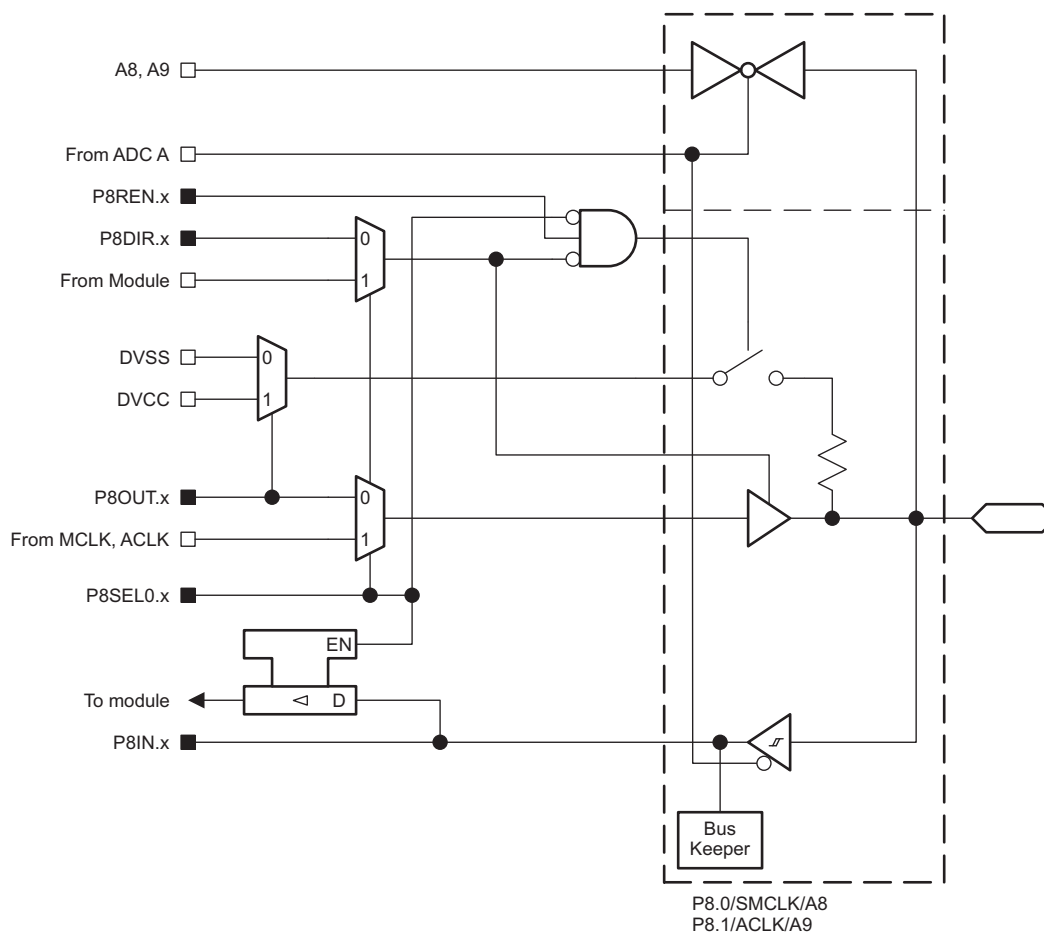 A8, A9
From ADC A
P8REN.x
P8DIR.x
0
From Module
1
DVSS
0
DVCC
1
P8OUT.x
0
From MCLK, ACLK
1
P8SEL0.x
EN
To module
D
P8IN.x
Bus
Keeper
P8.0/SMCLK/A8
P8.1/ACLK/A9